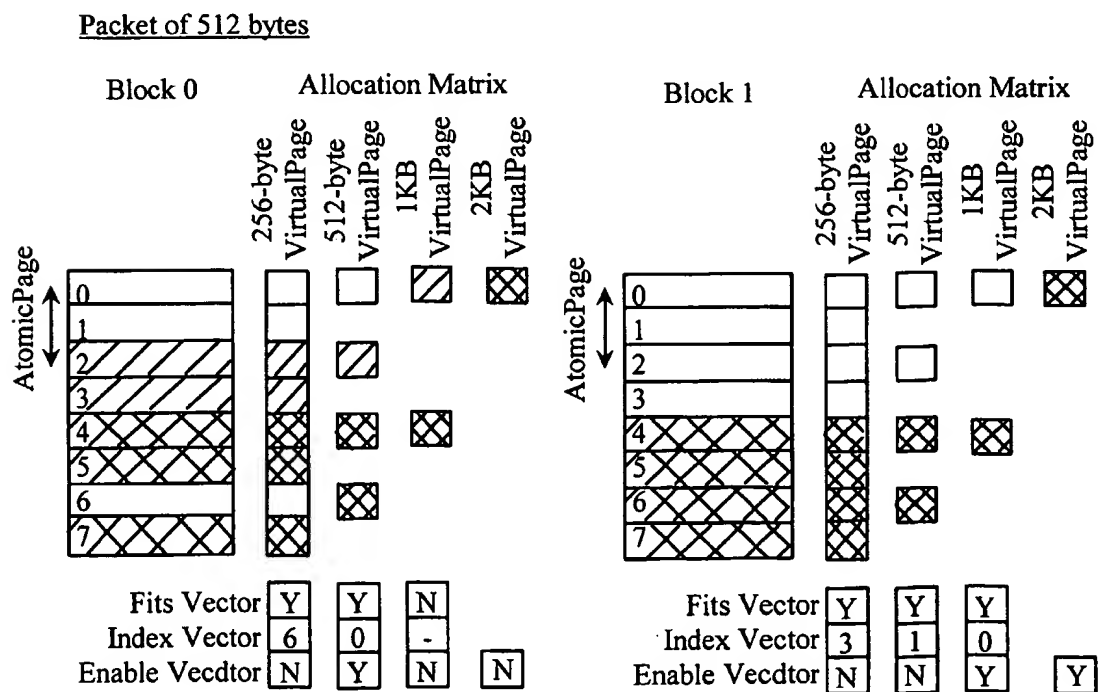 Packet of 512 bytes
Block 0
Allocation Matrix
256-byte
VirtualPage
512-byte
VirtualPage
1KB
VirtualPage
2KB
VirtualPage
AtomicPage
0
1
2
3
4
5
6
7
Fits Vector Y Y N
Index Vector 6 0 -
Enable Vecdtor N Y N N
Block 1
Allocation Matrix
256-byte
VirtualPage
512-byte
VirtualPage
1KB
VirtualPage
2KB
VirtualPage
AtomicPage
0
1
2
3
4
5
6
7
Fits Vector Y Y Y
Index Vector 3 1 0
Enable Vecdtor N N Y Y